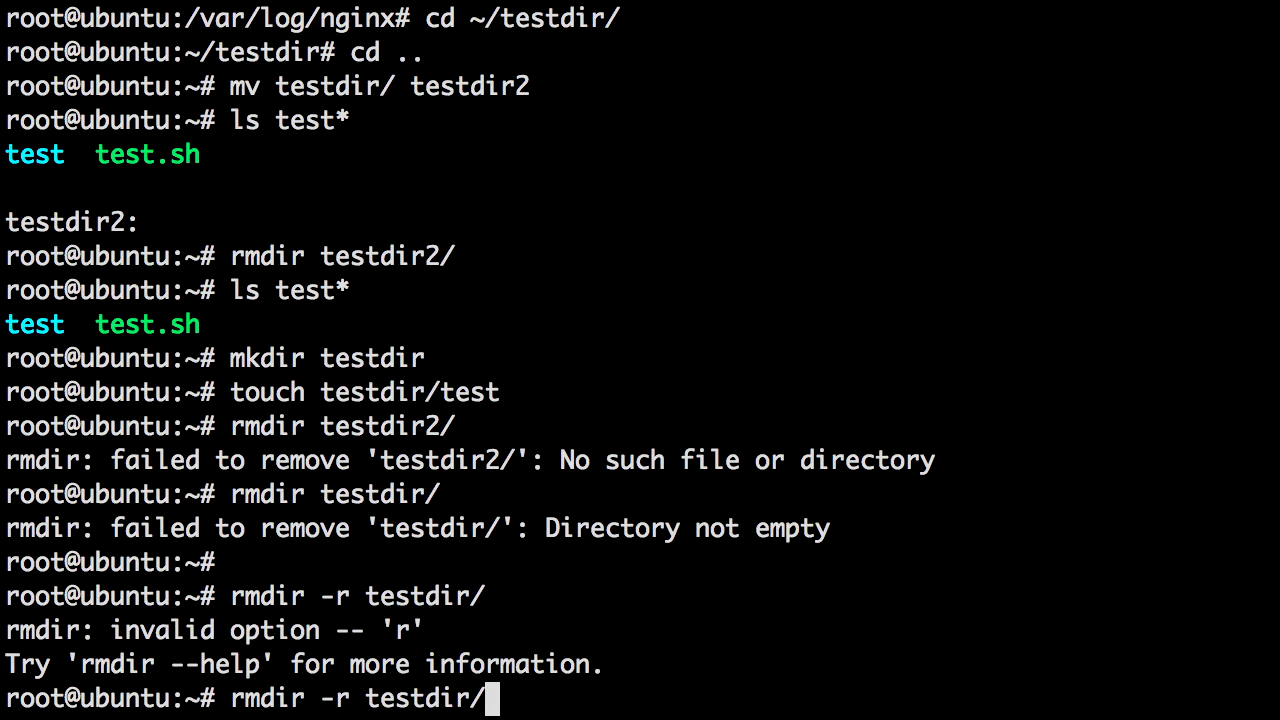 root@ubuntu:/var/log/nginx# cd ~/testdir/
root@ubuntu:~/testdir# cd ..
root@ubuntu:~# mv testdir/ testdir2
root@ubuntu:~# ls test*
test  test.sh

testdir2:
root@ubuntu:~# rmdir testdir2/
root@ubuntu:~# ls test*
test  test.sh
root@ubuntu:~# mkdir testdir
root@ubuntu:~# touch testdir/test
root@ubuntu:~# rmdir testdir2/
rmdir: failed to remove 'testdir2/': No such file or directory
root@ubuntu:~# rmdir testdir/
rmdir: failed to remove 'testdir/': Directory not empty
root@ubuntu:~#
root@ubuntu:~# rmdir -r testdir/
rmdir: invalid option -- 'r'
Try 'rmdir --help' for more information.
root@ubuntu:~# rmdir -r testdir/